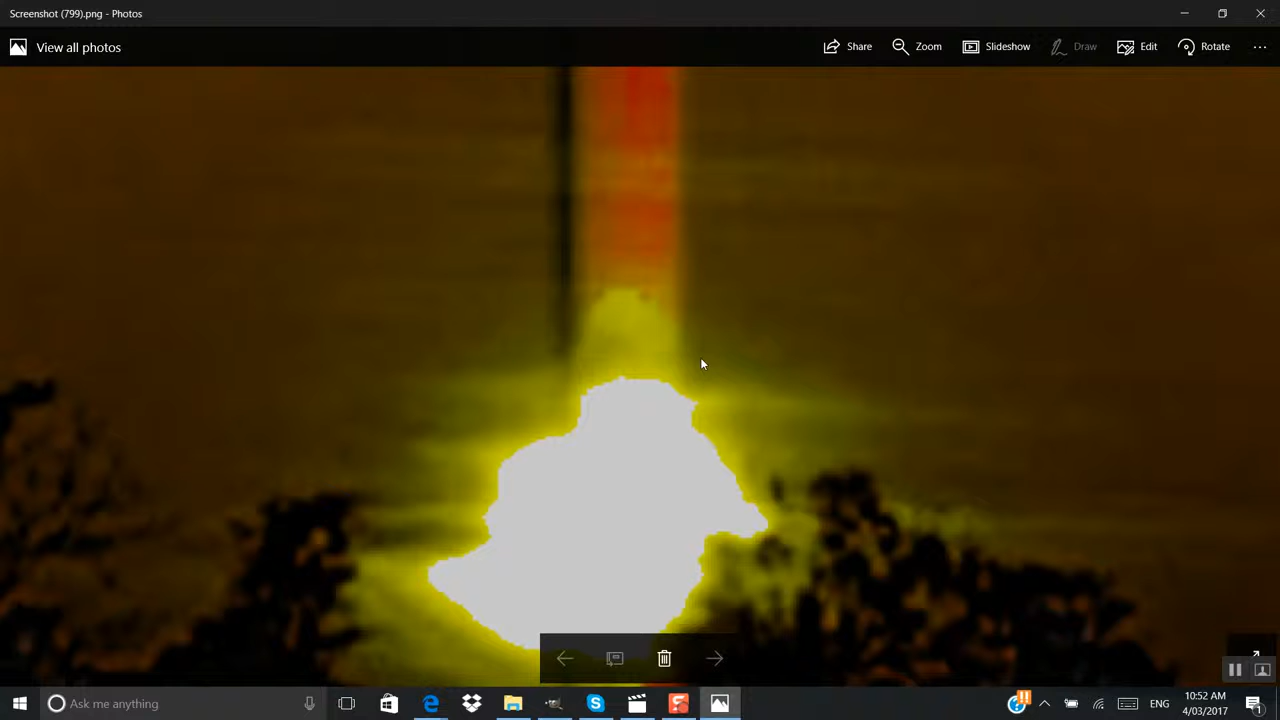 Screenshot (799).png - Photos
View all photos
Share
Zoom
Slideshow
Draw
Edit
Rotate
Ask me anything
ENG
10:52 AM
4/03/2017
1